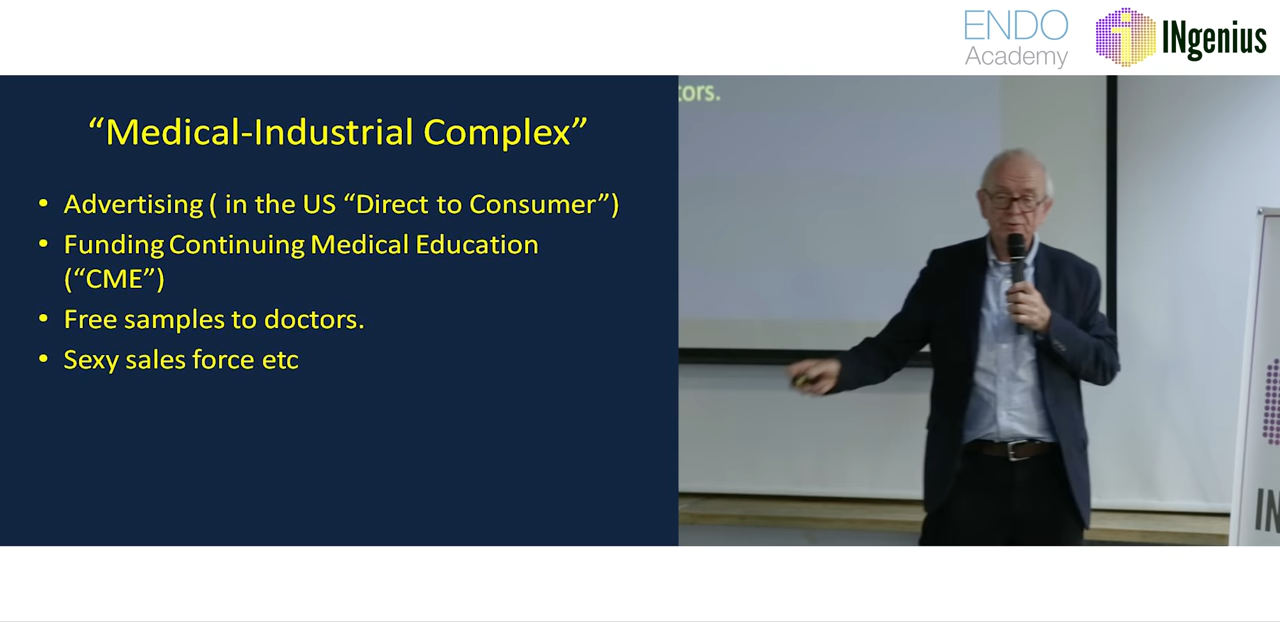 ENDO
Academy
INgenius
“Medical-Industrial Complex”
• Advertising ( in the US “Direct to Consumer”)
• Funding Continuing Medical Education
(“CME”)
• Free samples to doctors.
• Sexy sales force etc
tors.
IN